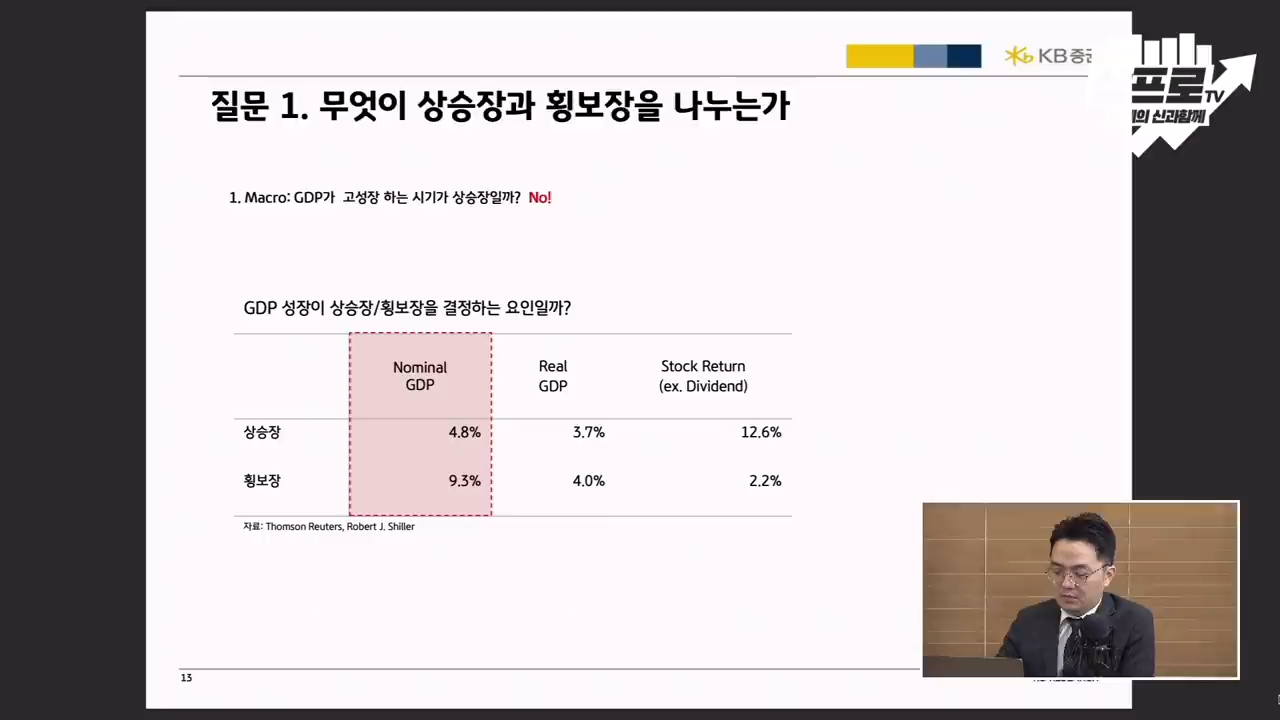 KB증권
프로TV
의 신과함께
질문 1. 무엇이 상승장과 횡보장을 나누는가
1. Macro: GDP가 고성장 하는 시기가 상승장일까? No!
GDP 성장이 상승장/횡보장을 결정하는 요인일까?
Nominal GDP Real GDP Stock Return (ex. Dividend)
상승장 4.8% 3.7% 12.6%
횡보장 9.3% 4.0% 2.2%
자료: Thomson Reuters, Robert J. Shiller
13